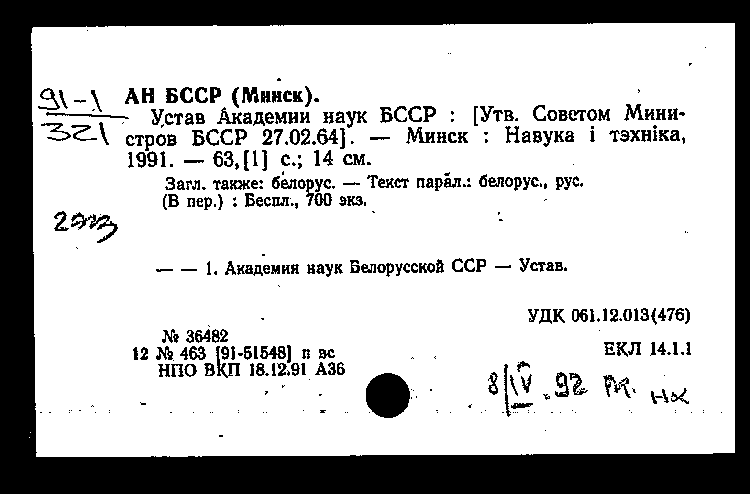 91-1
321
АН БССР (Минск).
Устав Академии наук БССР : [Утв. Советом Мини-
стров БССР 27.02.64]. — Минск : Навука і тэхніка,
1991. — 63,[1] с.; 14 см.
Загл. также: белорус. — Текст парал.: белорус., рус.
(В пер.) : Беспл., 700 экз.
— — 1. Академия наук Белорусской ССР — Устав.
УДК 061.12.013(476)
№ 36482
12 № 463 [91-51548] п вс
ЕКЛ 14.1.1
НПО ВКП 18.12.91 А36
8/IV.92
нк